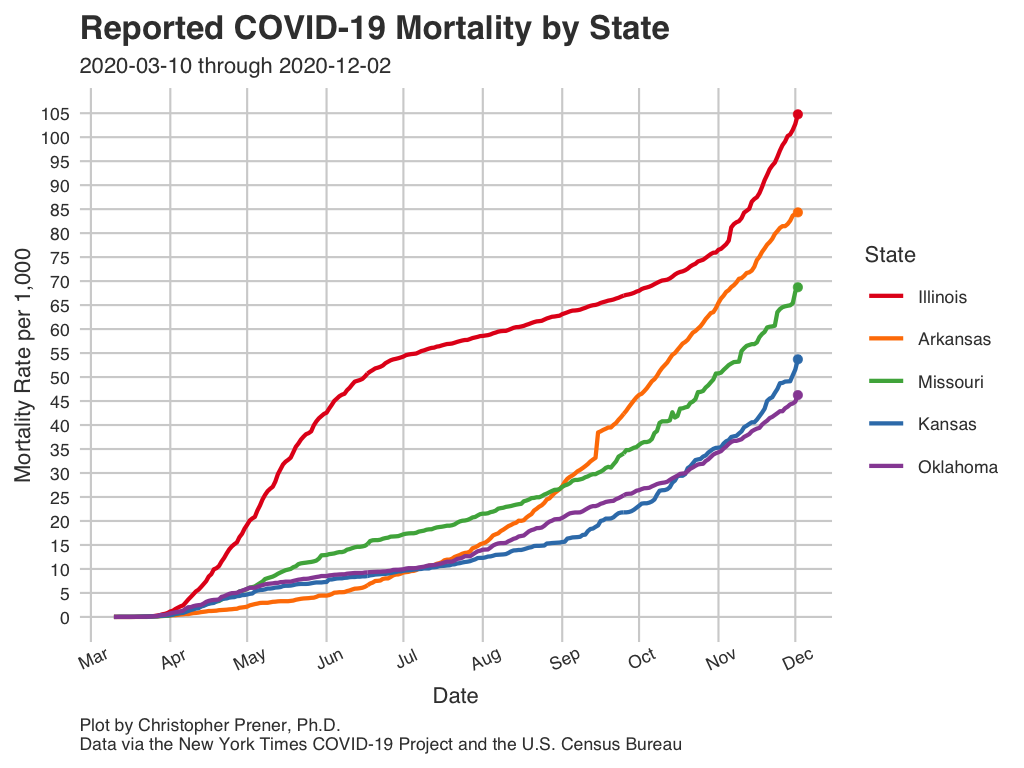 Reported COVID-19 Mortality by State
2020-03-10 through 2020-12-02
Mortality Rate per 1,000
105
100
95
90
85
80
75
70
65
60
55
50
45
40
35
30
25
20
15
10
5
0
Mar Apr May Jun Jul Aug Sep Oct Nov Dec
Date
State
Illinois
Arkansas
Missouri
Kansas
Oklahoma
Plot by Christopher Prener, Ph.D.
Data via the New York Times COVID-19 Project and the U.S. Census Bureau